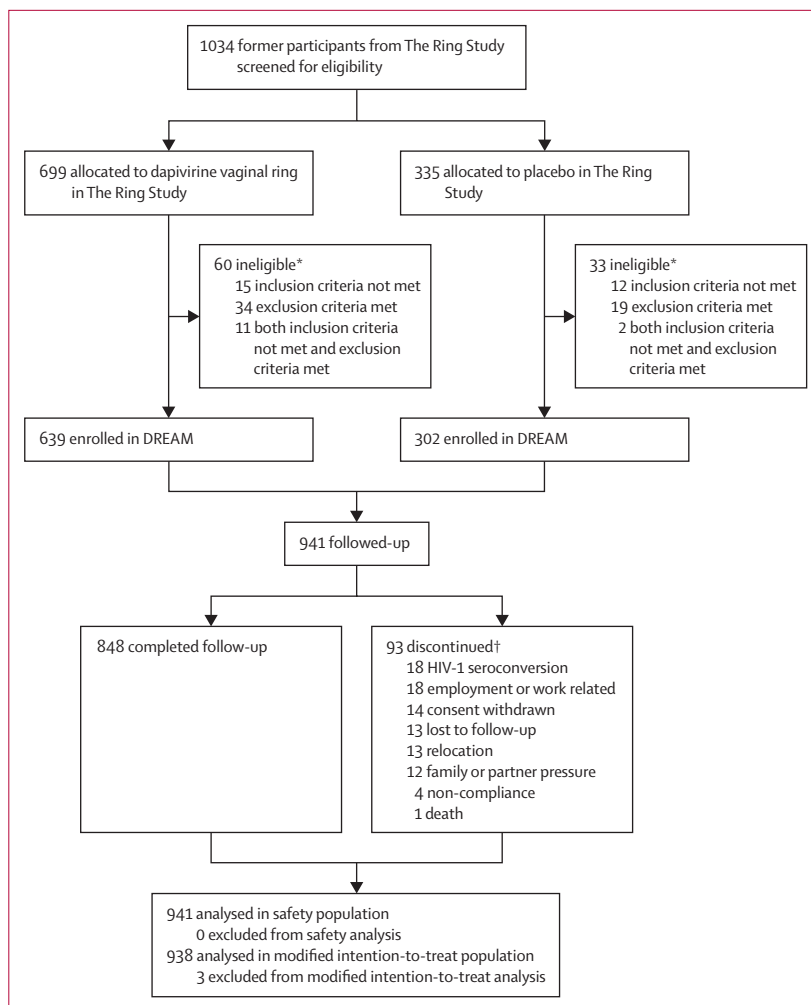 1034 former participants from The Ring Study
screened for eligibility
699 allocated to dapivirine vaginal ring
in The Ring Study
335 allocated to placebo in The Ring
Study
60 ineligible*
15 inclusion criteria not met
34 exclusion criteria met
11 both inclusion criteria
not met and exclusion
criteria met
33 ineligible*
12 inclusion criteria not met
19 exclusion criteria met
2 both inclusion criteria
not met and exclusion
criteria met
639 enrolled in DREAM
302 enrolled in DREAM
941 followed-up
848 completed follow-up
93 discontinued†
18 HIV-1 seroconversion
18 employment or work related
14 consent withdrawn
13 lost to follow-up
13 relocation
12 family or partner pressure
4 non-compliance
1 death
941 analysed in safety population
0 excluded from safety analysis
938 analysed in modified intention-to-treat population
3 excluded from modified intention-to-treat analysis